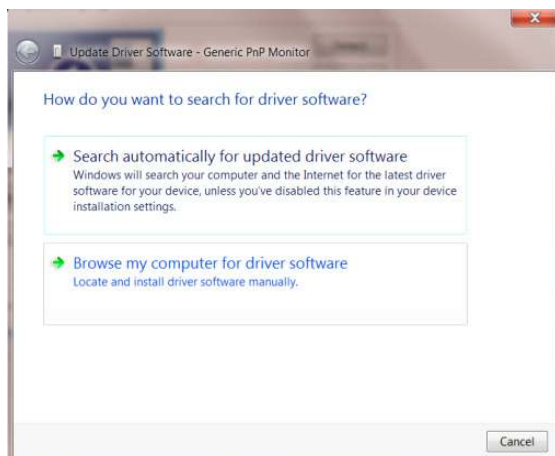 Update Driver Software - Generic PnP Monitor
How do you want to search for driver software?
Search automatically for updated driver software
Windows will search your computer and the Internet for the latest driver
software for your device, unless you've disabled this feature in your device
installation settings.
Browse my computer for driver software
Locate and install driver software manually.
Cancel